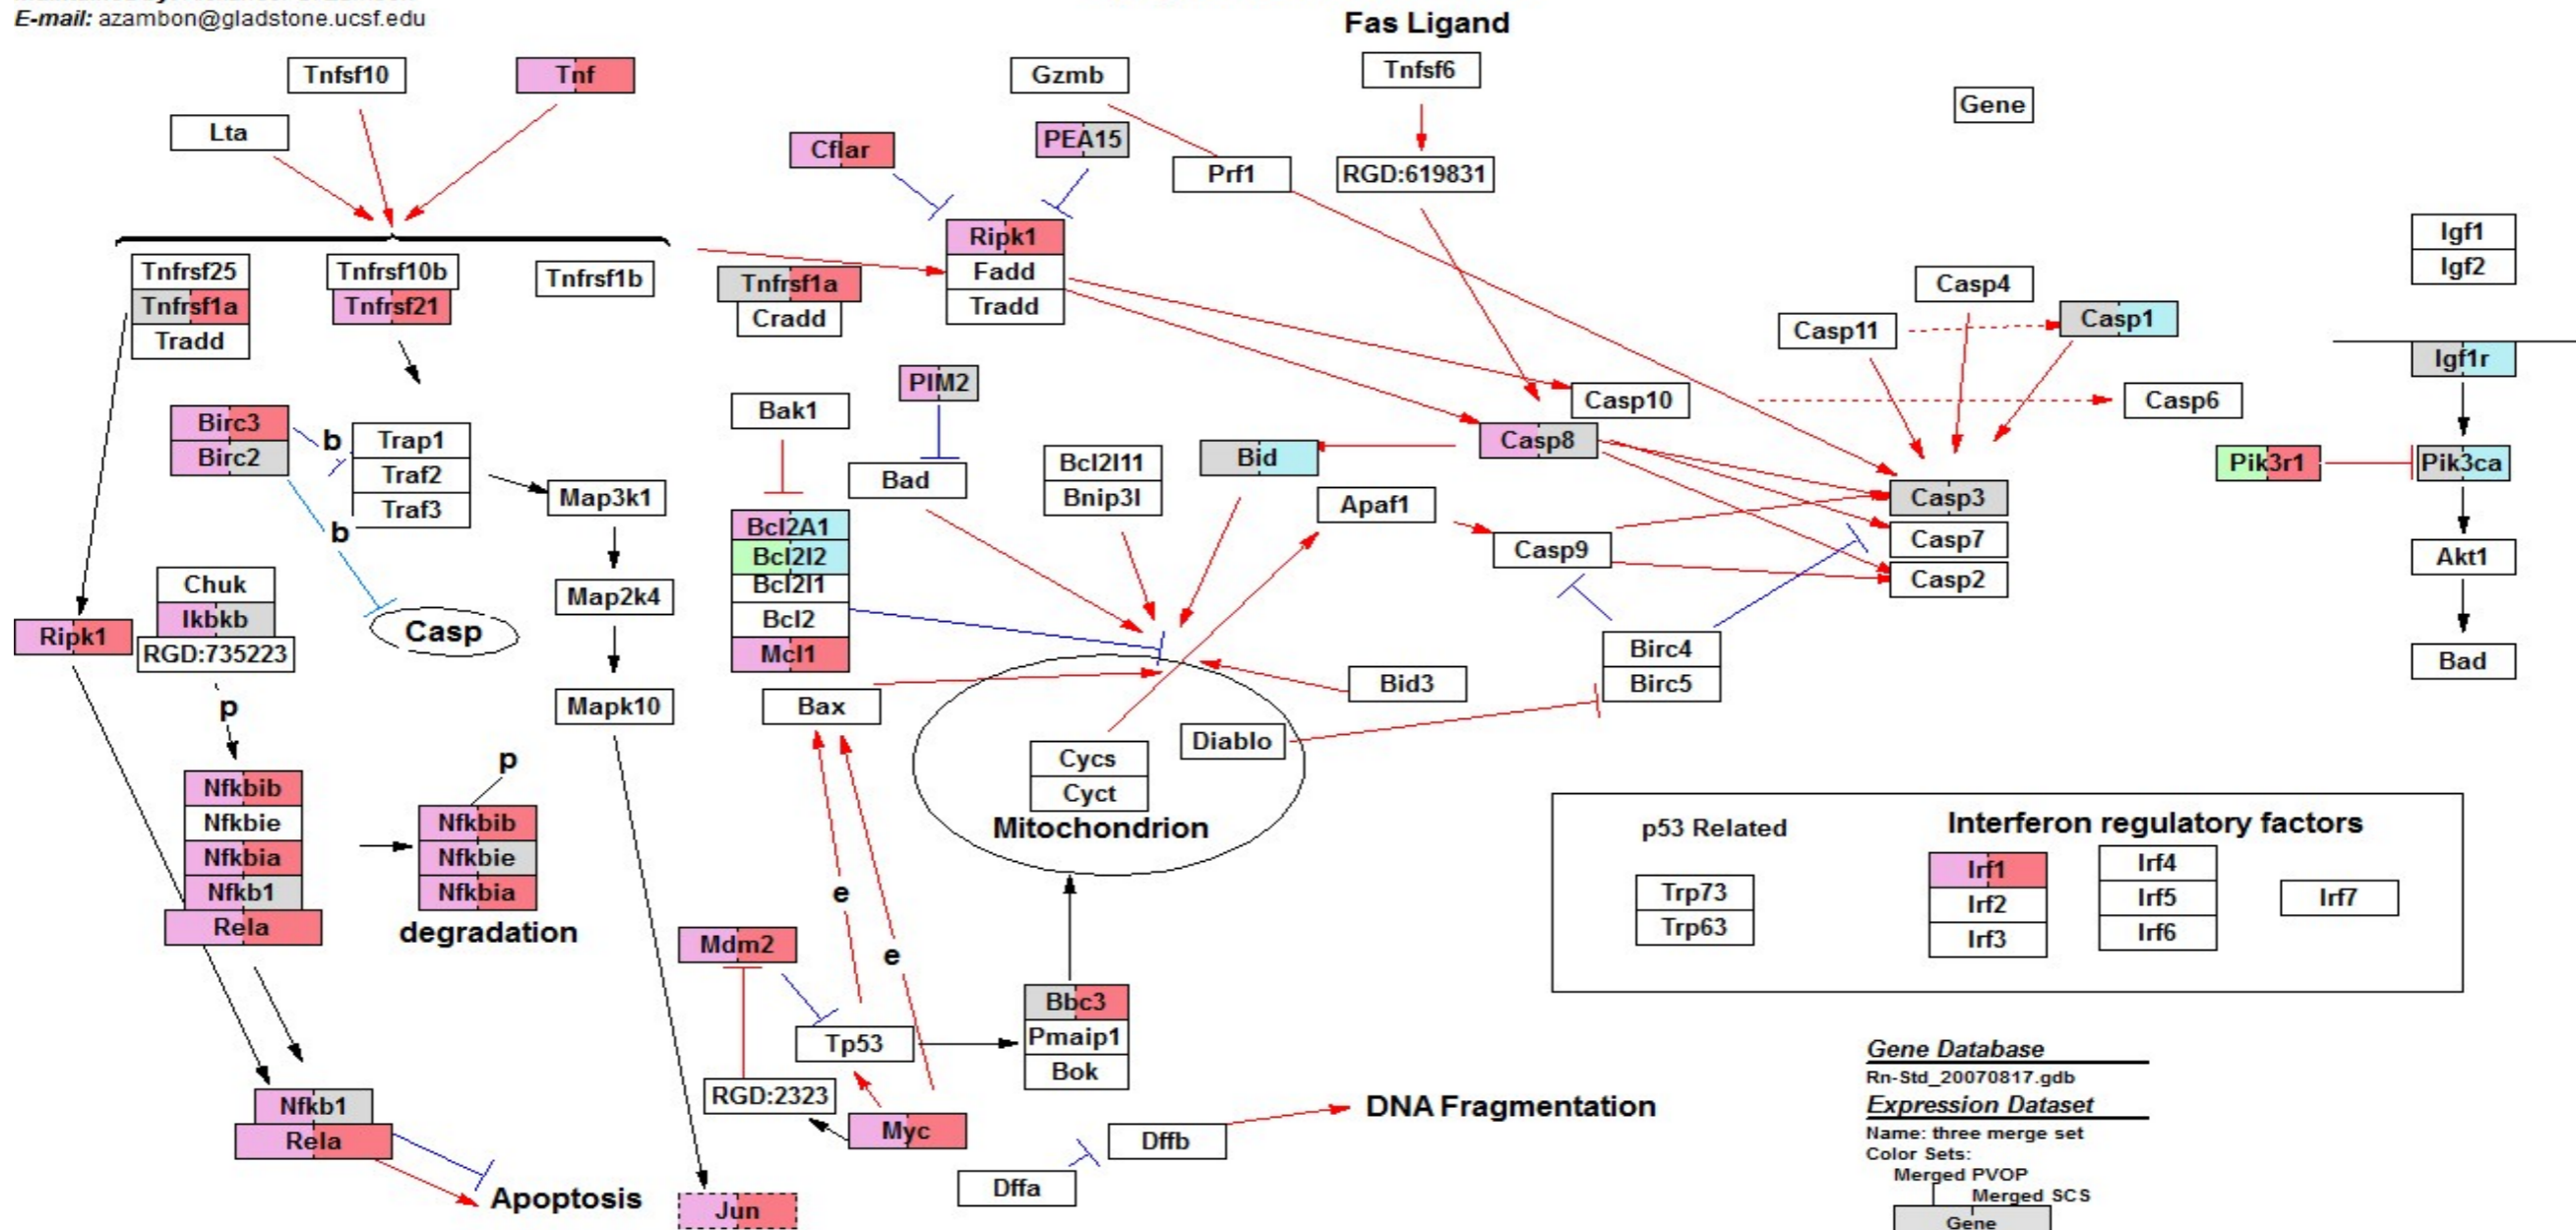 E-mail: azambon@gladstone.ucsf.edu
Fas Ligand
Tnfsf10
Tnf
Gzmb
Tnfsf6
Gene
Lta
Cflar
PEA15
Prf1
RGD:619831
Tnfrsf25
Tnfrsf1a
Tradd
Tnfrsf10b
Tnfrsf21
Tnfrsf1b
Tnfrsf1a
Cradd
Ripk1
Fadd
Tradd
Igf1
Igf2
Casp4
Casp11
Casp1
Igf1r
PIM2
Bak1
Casp10
Casp6
Birc3
Birc2
b
b
Trap1
Traf2
Traf3
Map3k1
Bad
Bcl2l11
Bnip3l
Bid
Casp8
Pik3r1
Pik3ca
Apaf1
Casp9
Casp3
Casp7
Casp2
Bcl2A1
Bcl2l2
Bcl2l1
Bcl2
Mcl1
Akt1
Chuk
Ikbkb
RGD:735223
Ripk1
Casp
Map2k4
Birc4
Birc5
Bad
Bid3
Mapk10
Bax
Diablo
Cycs
Cyct
Mitochondrion
p
p
Nfkbib
Nfkbie
Nfkbia
Nfkb1
Rela
Nfkbib
Nfkbie
Nfkbia
degradation
e
e
p53 Related
Trp73
Trp63
Interferon regulatory factors
Irf1
Irf2
Irf3
Irf4
Irf5
Irf6
Irf7
Mdm2
Tp53
Bbc3
Pmaip1
Bok
RGD:2323
Myc
Nfkb1
Rela
Apoptosis
Jun
Dffa
Dffb
DNA Fragmentation
Gene Database
Rn-Std_20070817.gdb
Expression Dataset
Name: three merge set
Color Sets:
Merged PVOP
Merged SCS
Gene